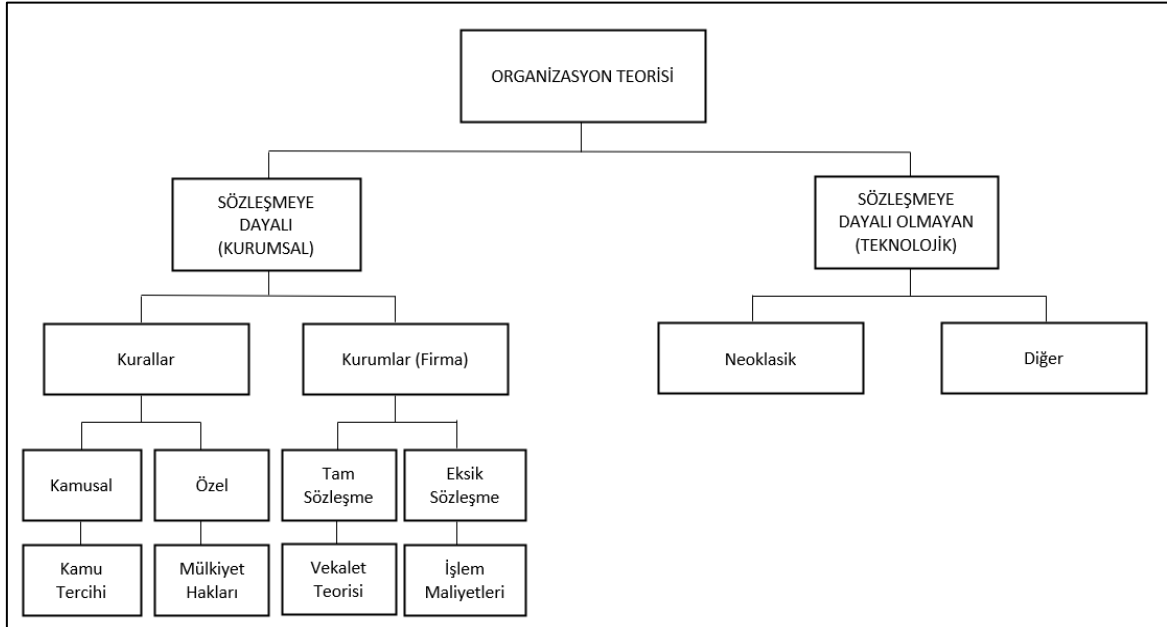 ORGANİZASYON TEORİSİ
SÖZLEŞMEYE
DAYALI
(KURUMSAL)
SÖZLEŞMEYE
DAYALI OLMAYAN
(TEKNOLOJİK)
Kurallar
Kurumlar (Firma)
Neoklasik
Diğer
Kamusal
Özel
Tam
Sözleşme
Eksik
Sözleşme
Kamu
Tercihi
Mülkiyet
Hakları
Vekalet
Teorisi
İşlem
Maliyetleri